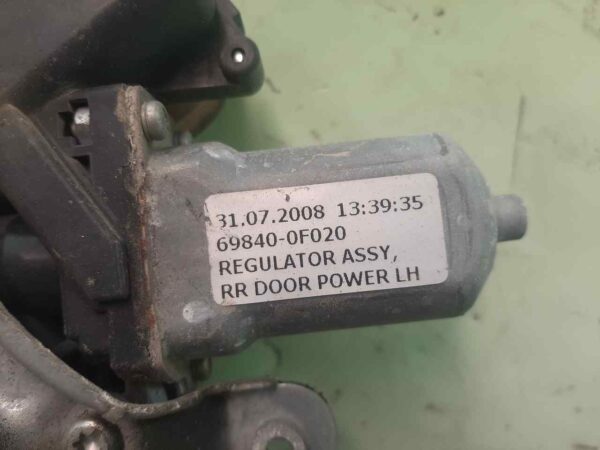 31.07.2008 13:39:35
69840-0F020
REGULATOR ASSY,
RR DOOR POWER LH